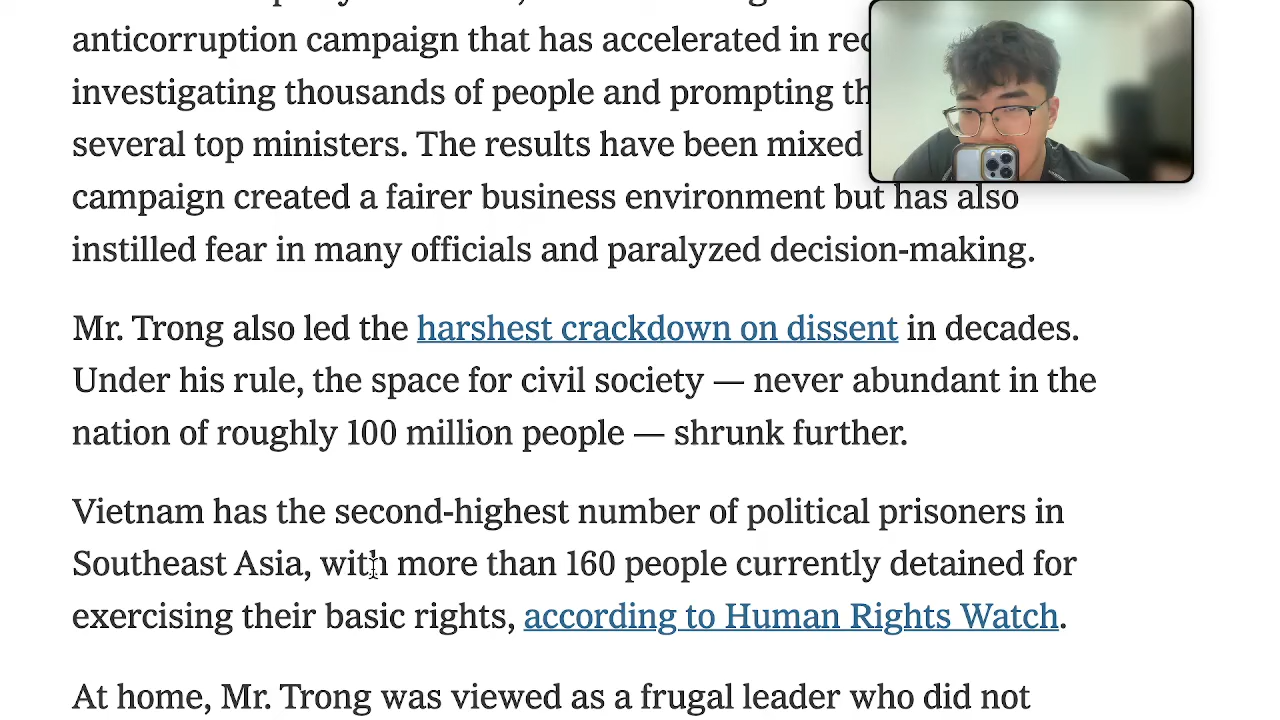 anticorruption campaign that has accelerated in
investigating thousands of people and prompting
several top ministers. The results have been mixed
campaign created a fairer business environment but has also
instilled fear in many officials and paralyzed decision-making.
Mr. Trong also led the harshest crackdown on dissent in decades.
Under his rule, the space for civil society — never abundant in the
nation of roughly 100 million people — shrunk further.
Vietnam has the second-highest number of political prisoners in
Southeast Asia, with more than 160 people currently detained for
exercising their basic rights, according to Human Rights Watch.
At home, Mr. Trong was viewed as a frugal leader who did not